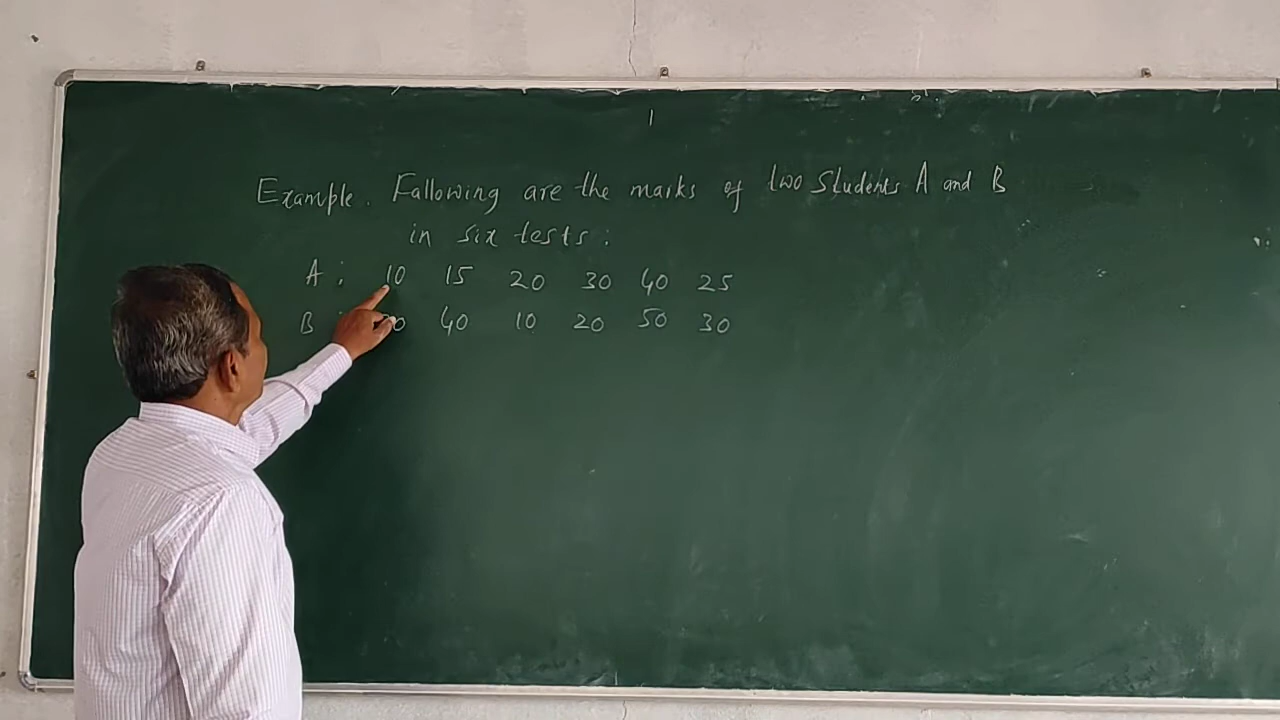 Example. Fallowing are the marks of two Students A and B
in six tests:
A: 10 15 20 30 40 25
B 40 10 20 50 30